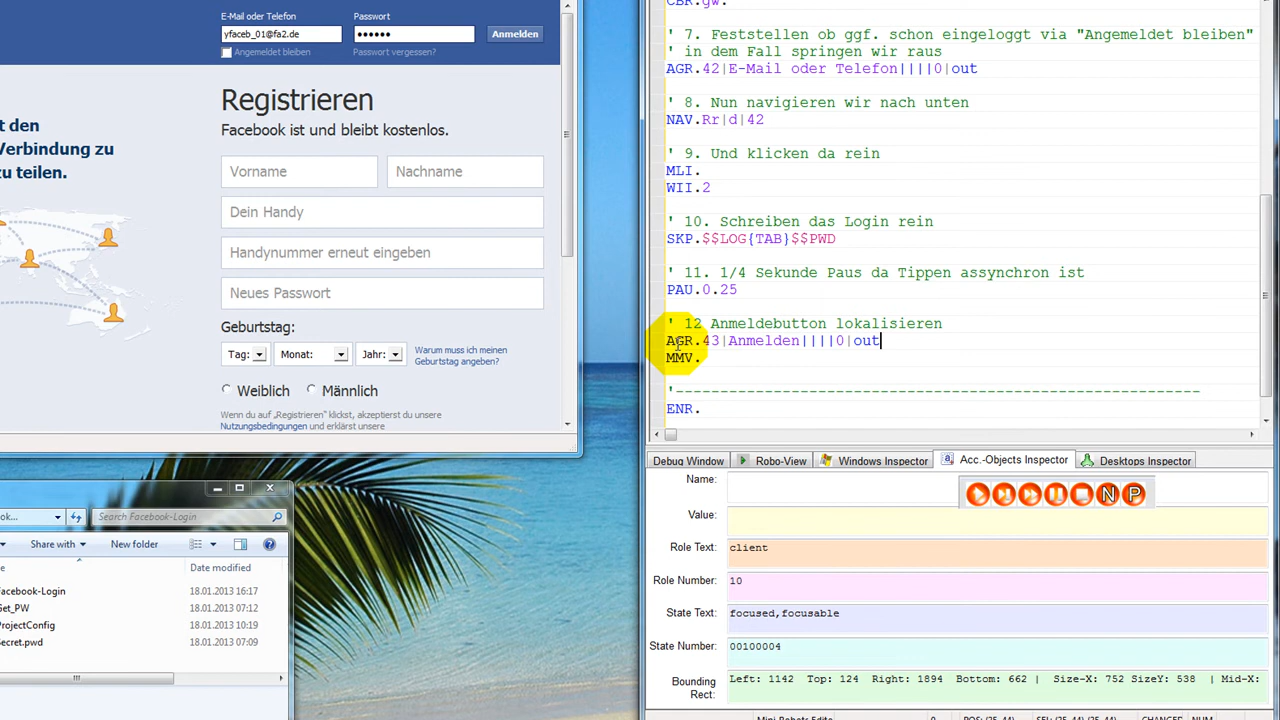 E-Mail oder Telefon
Passwort
yfaceb_01@fa2.de
••••••
Anmelden
Angemeldet bleiben
Passwort vergessen?
t den
Verbindung zu
zu teilen.
Registrieren
Facebook ist und bleibt kostenlos.
Vorname
Nachname
Dein Handy
Handynummer erneut eingeben
Neues Passwort
Geburtstag:
Tag:
Monat:
Jahr:
Warum muss ich meinen
Geburtstag angeben?
Weiblich
Männlich
Wenn du auf „Registrieren“ klickst, akzeptierst du unsere
Nutzungsbedingungen und erklärst unsere
ok...
Search Facebook-Login
Share with
New folder
e
Date modified
acebook-Login
18.01.2013 16:17
Get_PW
18.01.2013 07:12
ProjectConfig
18.01.2013 10:19
Secret.pwd
18.01.2013 07:09
CBR.gw.
' 7. Feststellen ob ggf. schon eingeloggt via "Angemeldet bleiben"
' in dem Fall springen wir raus
AGR.42|E-Mail oder Telefon||||0|out
' 8. Nun navigieren wir nach unten
NAV.Rr|d|42
' 9. Und klicken da rein
MLI.
WII.2
' 10. Schreiben das Login rein
SKP.$$LOG{TAB}$$PWD
' 11. 1/4 Sekunde Paus da Tippen assynchron ist
PAU.0.25
' 12 Anmeldebutton lokalisieren
AGR.43|Anmelden||||0|out
MMV.
'-----------------------------------------------------------
ENR.
Debug Window
Robo-View
Windows Inspector
Acc.-Objects Inspector
Desktops Inspector
Name:
N
P
Value:
Role Text:
client
Role Number:
10
State Text:
focused,focusable
State Number:
00100004
Bounding
Rect:
Left: 1142 Top: 124 Right: 1894 Bottom: 662 | Size-X: 752 SizeY: 538 | Mid-X: